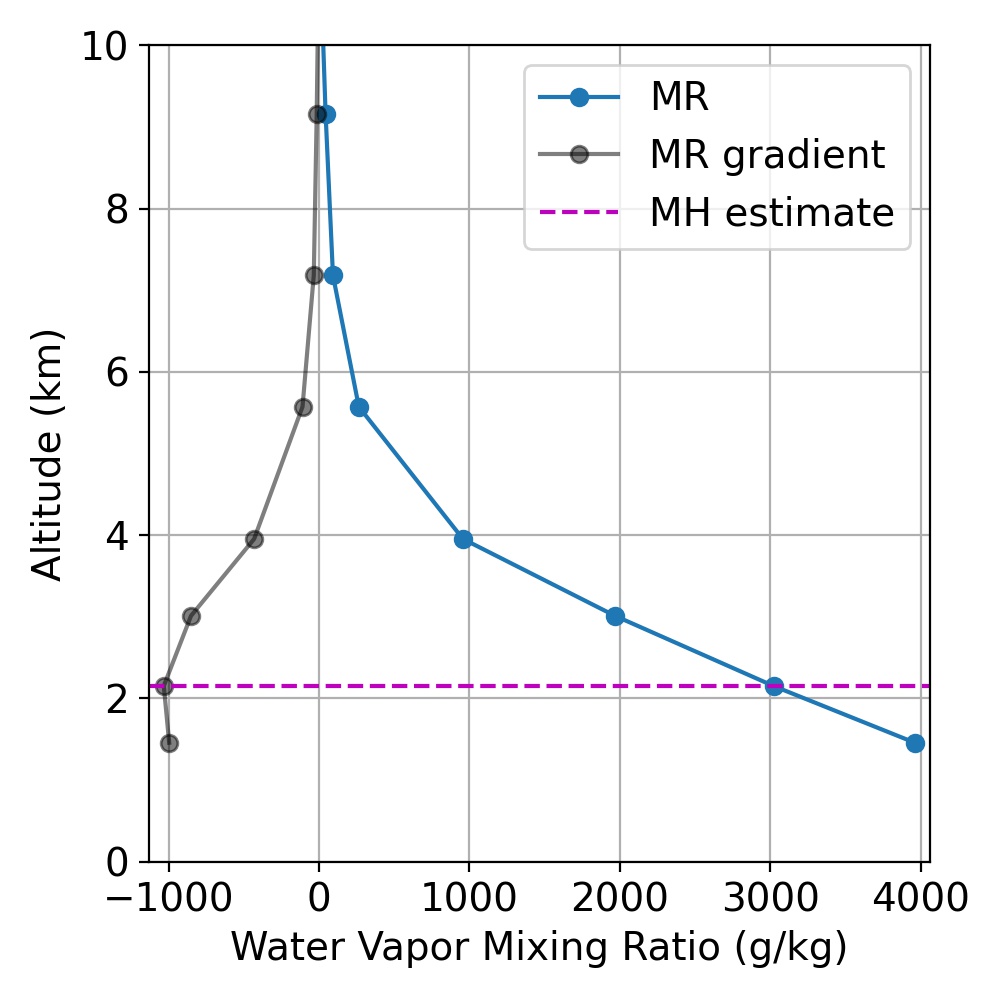 10
8
6
4
2
0
Altitude (km)
MR
MR gradient
MH estimate
−1000 0 1000 2000 3000 4000
Water Vapor Mixing Ratio (g/kg)